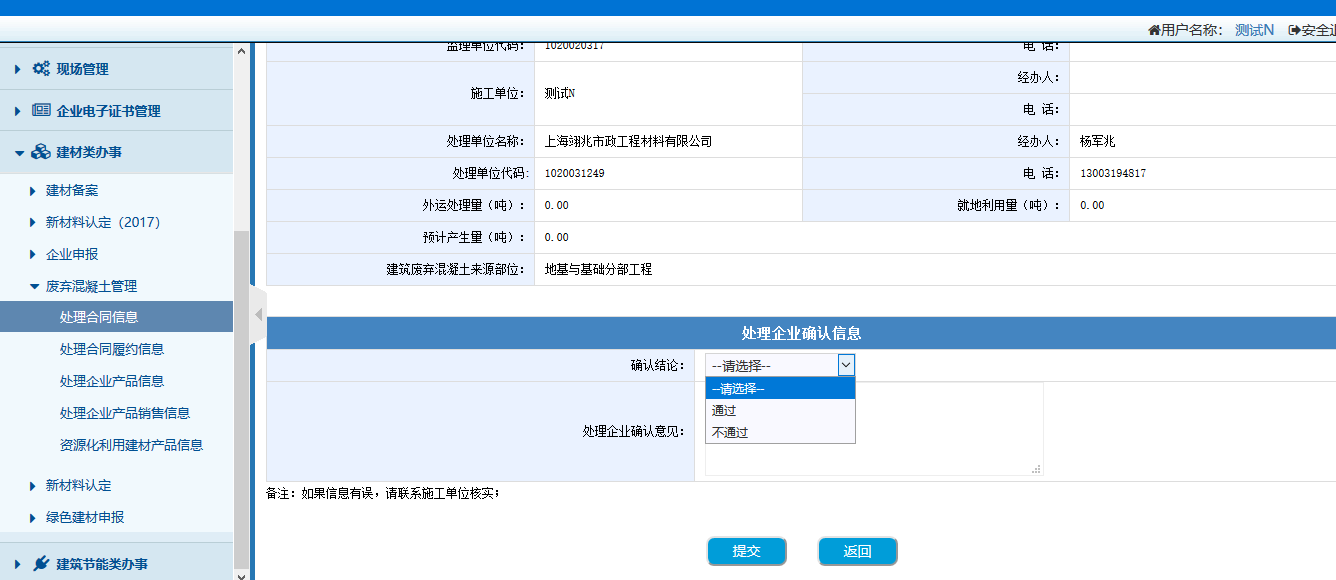 用户名称： 测试N 安全退
现场管理
企业电子证书管理
建材类办事
建材备案
新材料认定（2017）
企业申报
废弃混凝土管理
处理合同信息
处理合同履约信息
处理企业产品信息
处理企业产品销售信息
资源化利用建材产品信息
新材料认定
绿色建材申报
建筑节能类办事
监理单位代码： 1020020317 电 话：
施工单位： 测试N 经办人：
电 话：
处理单位名称： 上海翊兆市政工程材料有限公司 经办人： 杨军兆
处理单位代码： 1020031249 电 话： 13003194817
外运处理量（吨）： 0.00 就地利用量（吨）： 0.00
预计产生量（吨）： 0.00
建筑废弃混凝土来源部位： 地基与基础分部工程
处理企业确认信息
确认结论： --请选择--
--请选择--
通过
不通过
处理企业确认意见：
备注：如果信息有误，请联系施工单位核实；
提交 返回